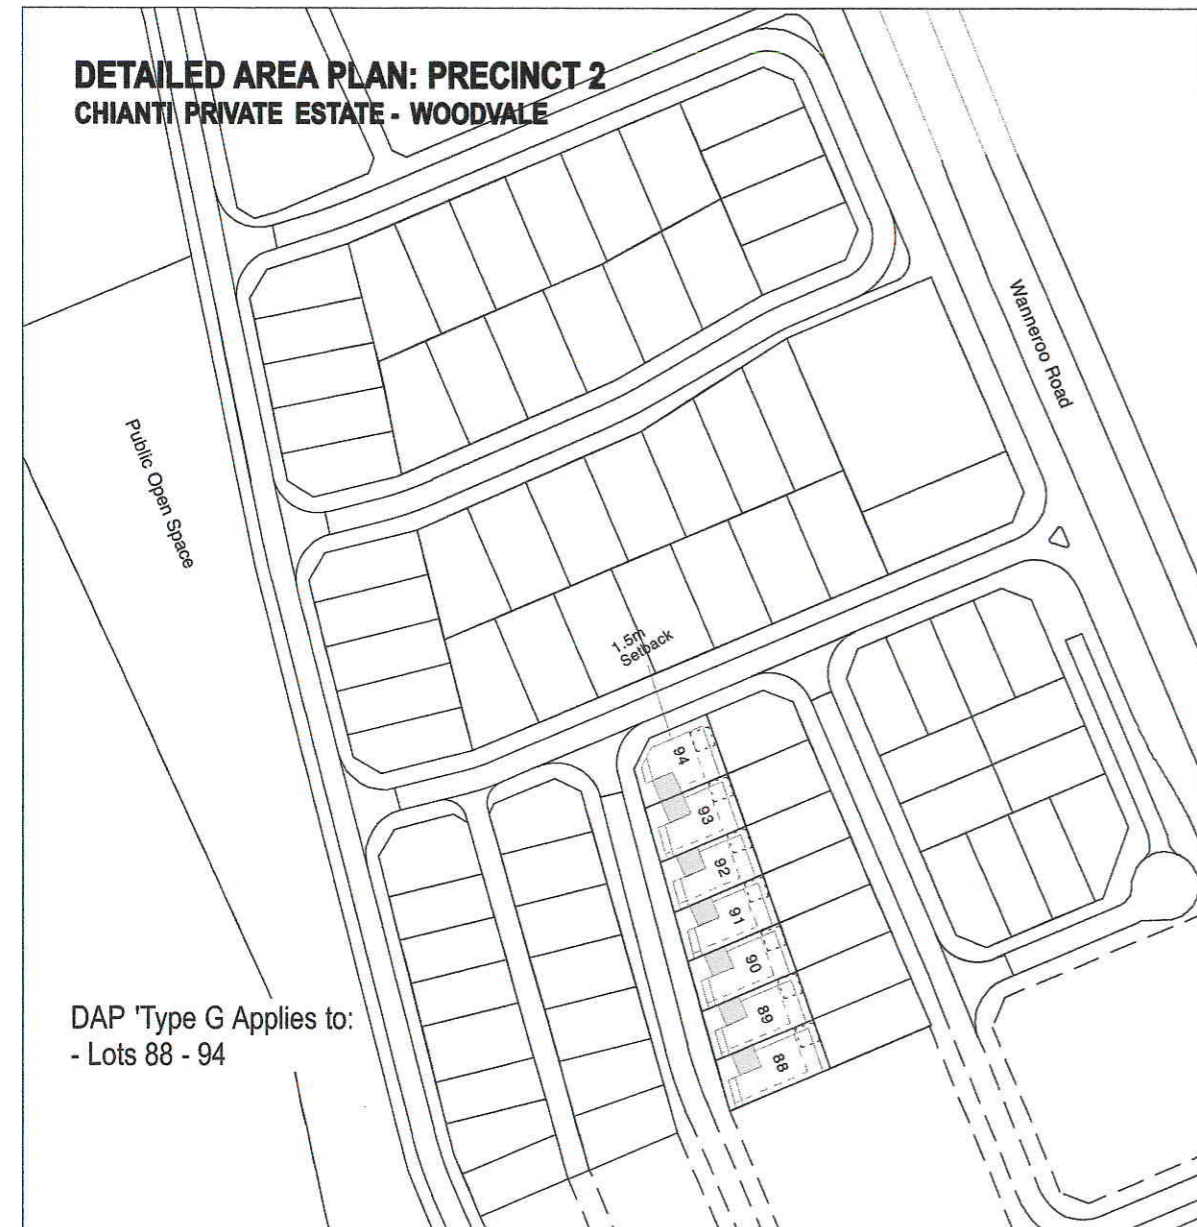 DETAILED AREA PLAN: PRECINCT 2
CHIANTI PRIVATE ESTATE - WOODVALE
Wanneroo Road
Public Open Space
1.5m
Setback
94
93
92
91
90
89
88
DAP 'Type G Applies to:
- Lots 88 - 94